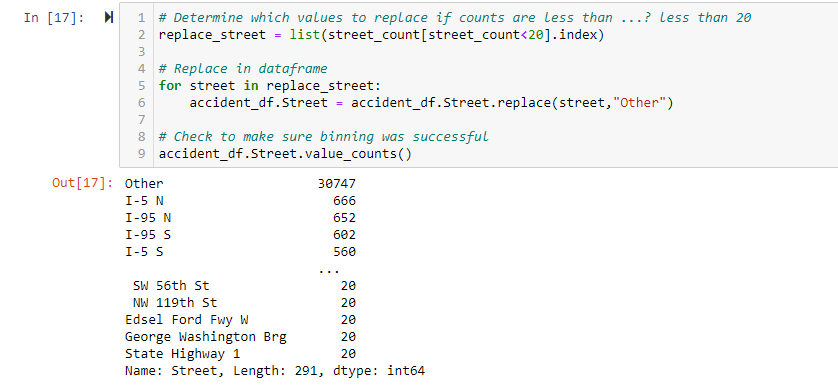 In [17]:
1 # Determine which values to replace if counts are less than ...? less than 20
2 replace_street = list(street_count[street_count<20].index)
3
4 # Replace in dataframe
5 for street in replace_street:
6     accident_df.Street = accident_df.Street.replace(street,"Other")
7
8 # Check to make sure binning was successful
9 accident_df.Street.value_counts()
Out[17]: Other                   30747
I-5 N                     666
I-95 N                    652
I-95 S                    602
I-5 S                     560
                         ...
 SW 56th St                20
 NW 119th St               20
Edsel Ford Fwy W           20
George Washington Brg      20
State Highway 1            20
Name: Street, Length: 291, dtype: int64